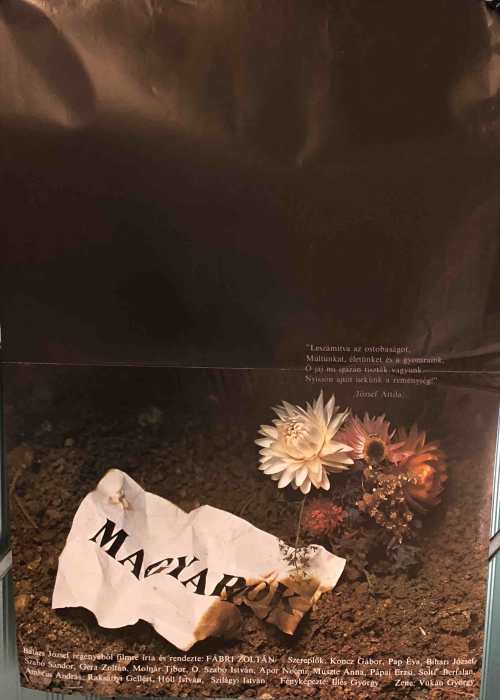 "Leszámítva az ostobaságot,
Multunkat, életünket és a gyomraink,
Ó jaj mi igazán tiszták vagyunk
Nyisson ajtót nekünk a reménység!"
(József Attila)
MAGYAROK
Balázs József regényéből filmre írta és rendezte: FÁBRI ZOLTÁN Szereplők: Koncz Gábor, Pap Éva, Bihari József
Szabó Sándor, Gera Zoltán, Molnár Tibor, O. Szabó István, Apor Noémi, Muszte Anna, Pápai Erzsi, Solti Bertalan,
Ambrus András, Raksányi Gellért, Holl István, Szilágyi István, Fényképezte: Illés György Zene: Vukán György